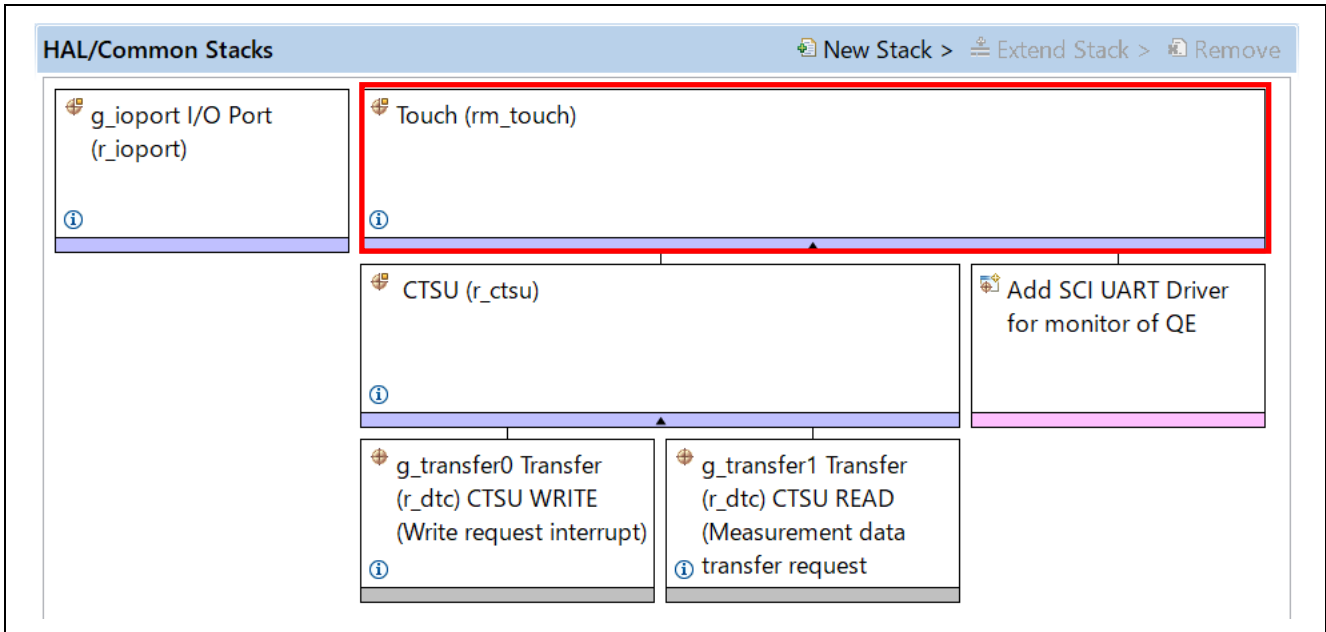 HAL/Common Stacks
New Stack > Extend Stack > Remove
g_ioport I/O Port
(r_ioport)
Touch (rm_touch)
CTSU (r_ctsu)
Add SCI UART Driver
for monitor of QE
g_transfer0 Transfer
(r_dtc) CTSU WRITE
(Write request interrupt)
g_transfer1 Transfer
(r_dtc) CTSU READ
(Measurement data
transfer request